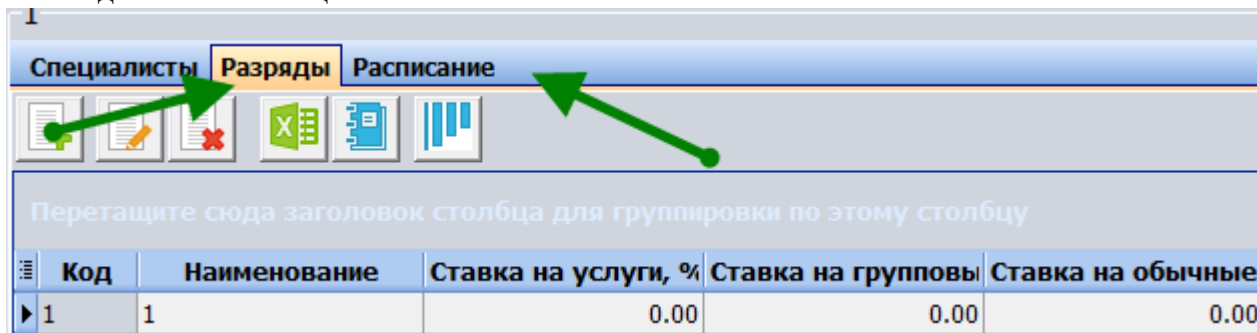 Специалисты Разряды Расписание
Перетащите сюда заголовок столбца для группировки по этому столбцу
Код Наименование Ставка на услуги, % Ставка на групповы Ставка на обычные
1 1 0.00 0.00 0.00